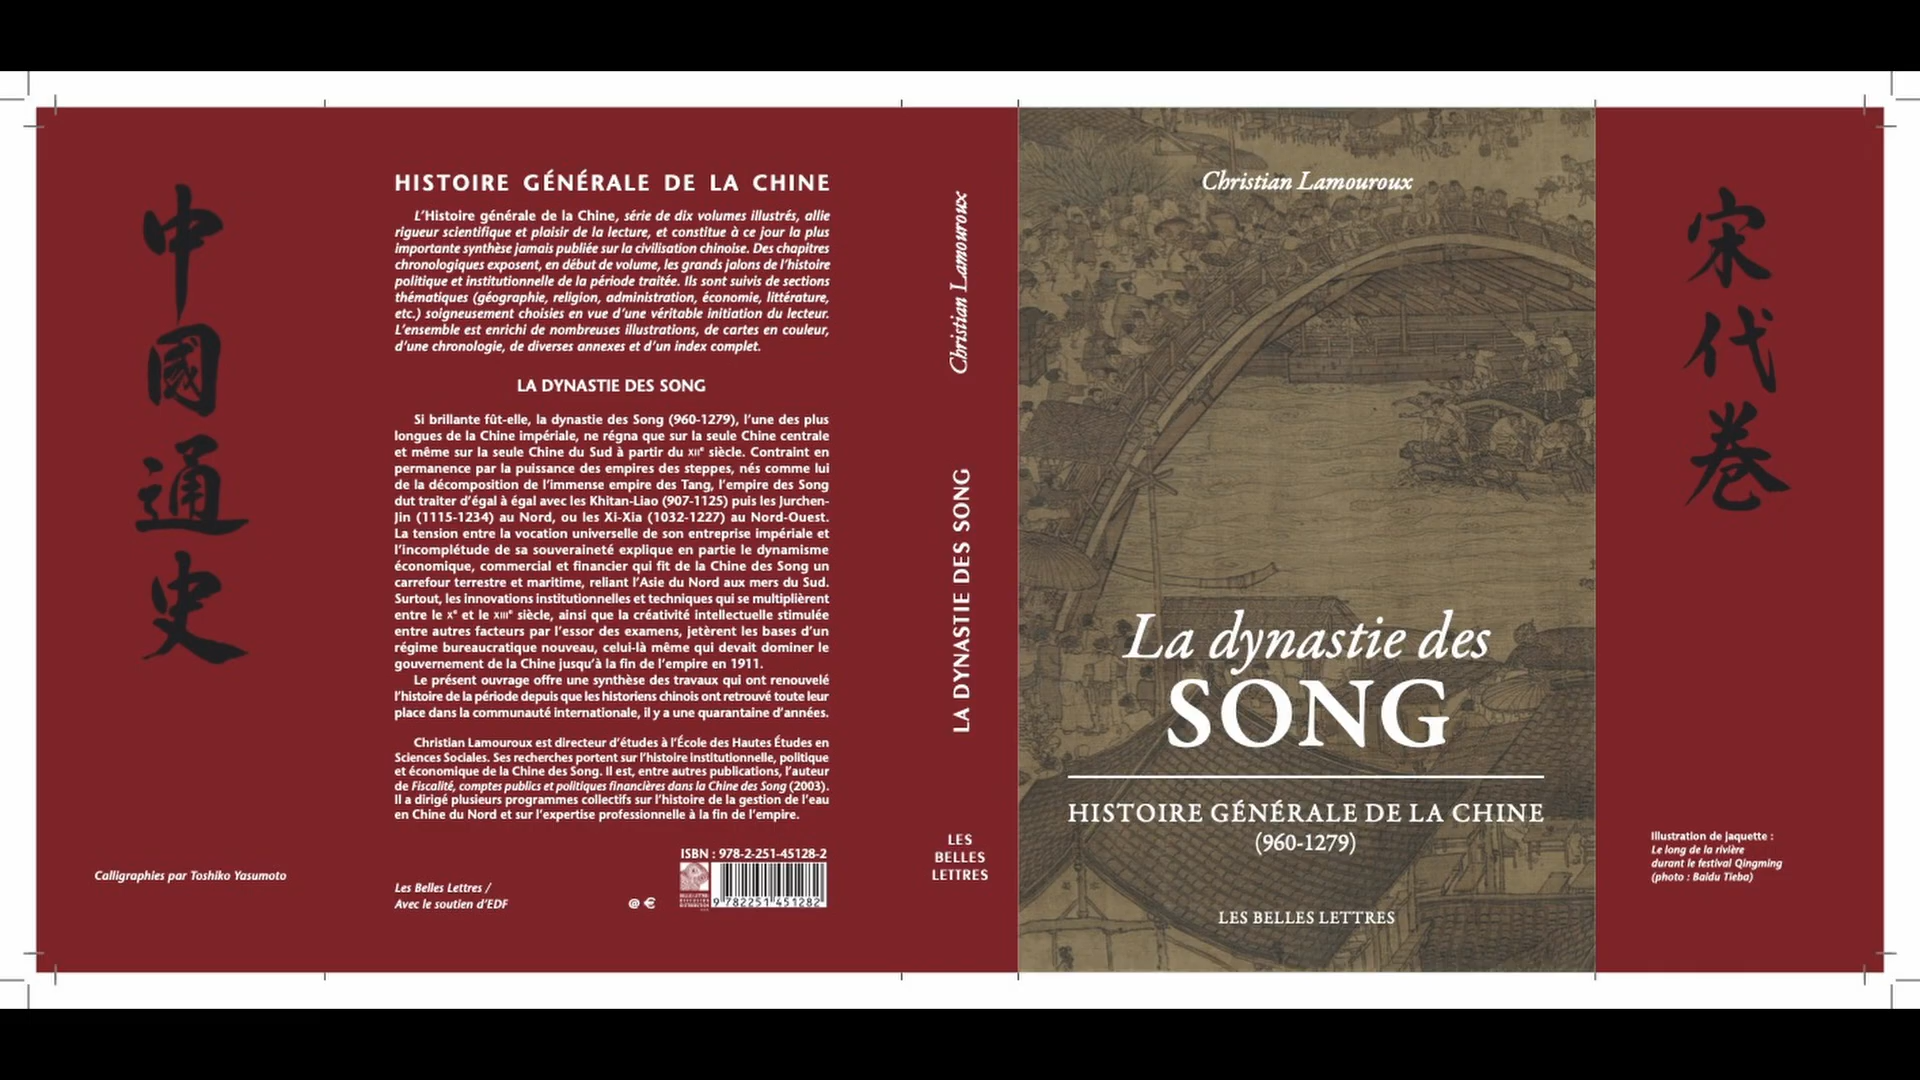 中
國
通
史
Calligraphies par Toshiko Yasumoto
HISTOIRE GÉNÉRALE DE LA CHINE
L'Histoire générale de la Chine, série de dix volumes illustrés, allie
rigueur scientifique et plaisir de la lecture, et constitue à ce jour la plus
importante synthèse jamais publiée sur la civilisation chinoise. Des chapitres
chronologiques exposent, en début de volume, les grands jalons de l'histoire
politique et institutionnelle de la période traitée. Ils sont suivis de sections
thématiques (géographie, religion, administration, économie, littérature,
etc.) soigneusement choisies en vue d'une véritable initiation du lecteur.
L'ensemble est enrichi de nombreuses illustrations, de cartes en couleur,
d'une chronologie, de diverses annexes et d'un index complet.
LA DYNASTIE DES SONG
Si brillante fût-elle, la dynastie des Song (960-1279), l'une des plus
longues de la Chine impériale, ne régna que sur la seule Chine centrale
et même sur la seule Chine du Sud à partir du XIIe siècle. Contraint en
permanence par la puissance des empires des steppes, nés comme lui
de la décomposition de l'immense empire des Tang, l'empire des Song
dut traiter d'égal à égal avec les Khitan-Liao (907-1125) puis les Jurchen-
Jin (1115-1234) au Nord, ou les Xi-Xia (1032-1227) au Nord-Ouest.
La tension entre la vocation universelle de son entreprise impériale et
l'incomplétude de sa souveraineté explique en partie le dynamisme
économique, commercial et financier qui fit de la Chine des Song un
carrefour terrestre et maritime, reliant l'Asie du Nord aux mers du Sud.
Surtout, les innovations institutionnelles et techniques qui se multiplièrent
entre le Xe et le XIIIe siècle, ainsi que la créativité intellectuelle stimulée
entre autres facteurs par l'essor des examens, jetèrent les bases d'un
régime bureaucratique nouveau, celui-là même qui devait dominer le
gouvernement de la Chine jusqu'à la fin de l'empire en 1911.
Le présent ouvrage offre une synthèse des travaux qui ont renouvelé
l'histoire de la période depuis que les historiens chinois ont retrouvé toute leur
place dans la communauté internationale, il y a une quarantaine d'années.
Christian Lamouroux est directeur d'études à l'École des Hautes Études en
Sciences Sociales. Ses recherches portent sur l'histoire institutionnelle, politique
et économique de la Chine des Song. Il est, entre autres publications, l'auteur
de Fiscalité, comptes publics et politiques financières dans la Chine des Song (2003).
Il a dirigé plusieurs programmes collectifs sur l'histoire de la gestion de l'eau
en Chine du Nord et sur l'expertise professionnelle à la fin de l'empire.
Les Belles Lettres /
Avec le soutien d'EDF
@ €
ISBN : 978-2-251-45128-2
9 782251 451282
Christian Lamouroux
LA DYNASTIE DES SONG
LES
BELLES
LETTRES
Christian Lamouroux
La dynastie des
SONG
HISTOIRE GÉNÉRALE DE LA CHINE
(960-1279)
LES BELLES LETTRES
宋
代
卷
Illustration de jaquette :
Le long de la rivière
durant le festival Qingming
(photo : Baidu Tieba)